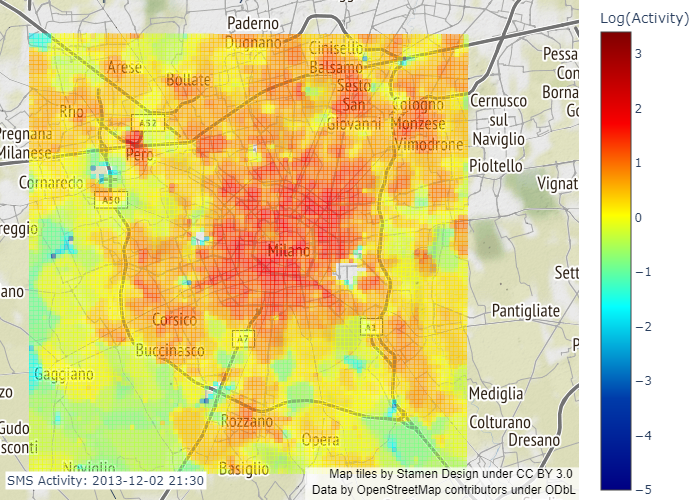 Paderno
Dugnano
Cinisello
Balsamo
Arese
Bollate
Sesto
San
Giovanni
Cologno
Monzese
Rho
A52
Pero
Vimodrone
Cernusco
sul
Naviglio
Pessa
Con
Borna
Go
Pregnana
Milanese
Cornaredo
Pioltello
Vignat
A50
reggio
Milano
Sett
ano
Pantigliate
Corsico
A7
A1
Buccinasco
P
Gaggiano
zo
Mediglia
Rozzano
Colturano
Dresano
Gudo
sconti
Opera
Noviglio
Basiglio
SMS Activity: 2013-12-02 21:30
Map tiles by Stamen Design under CC BY 3.0
Data by OpenStreetMap contributors under ODbL
Log(Activity)
3
2
1
0
−1
−2
−3
−4
−5